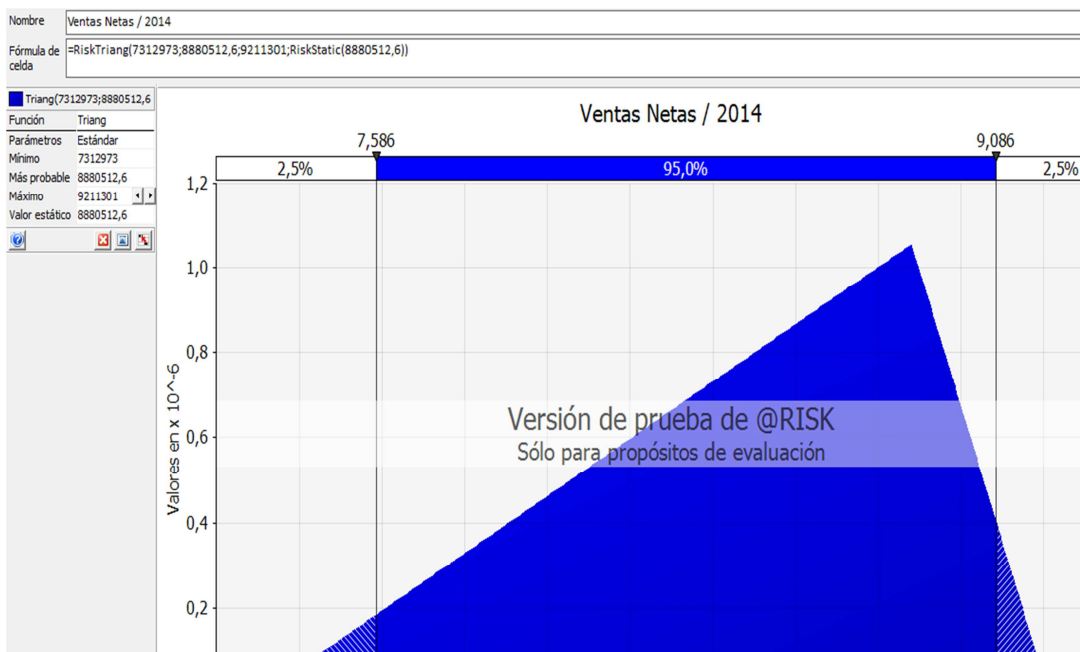 Nombre
Ventas Netas / 2014
Fórmula de celda
=RiskTriang(7312973;8880512,6;9211301;RiskStatic(8880512,6))
Triang(7312973;8880512,6
Función Triang
Parámetros Estándar
Mínimo 7312973
Más probable 8880512,6
Máximo 9211301
Valor estático 8880512,6
Ventas Netas / 2014
7,586 9,086
2,5% 95,0% 2,5%
1,2
1,0
0,8
0,6
0,4
0,2
Valores en x 10^-6
Versión de prueba de @RISK
Sólo para propósitos de evaluación